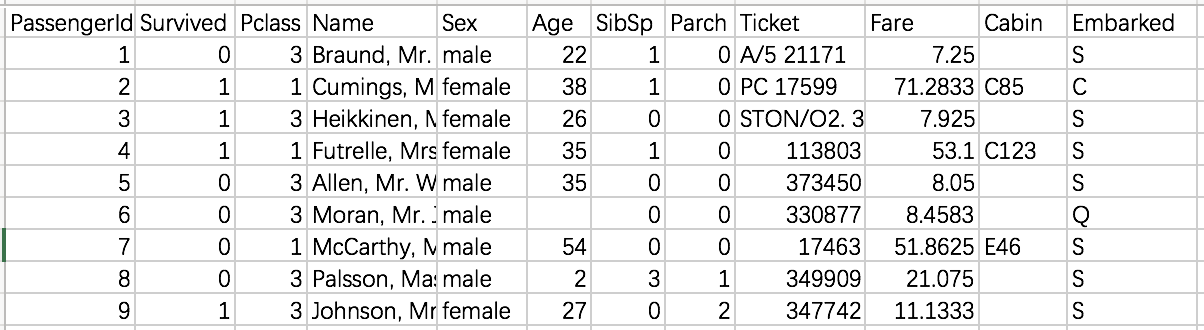 PassengerId Survived Pclass Name Sex Age SibSp Parch Ticket Fare Cabin Embarked
1 0 3 Braund, Mr. male 22 1 0 A/5 21171 7.25 S
2 1 1 Cumings, M female 38 1 0 PC 17599 71.2833 C85 C
3 1 3 Heikkinen, female 26 0 0 STON/O2. 3 7.925 S
4 1 1 Futrelle, Mrs female 35 1 0 113803 53.1 C123 S
5 0 3 Allen, Mr. W male 35 0 0 373450 8.05 S
6 0 3 Moran, Mr. male 0 0 330877 8.4583 Q
7 0 1 McCarthy, male 54 0 0 17463 51.8625 E46 S
8 0 3 Palsson, Mas male 2 3 1 349909 21.075 S
9 1 3 Johnson, Mr female 27 0 2 347742 11.1333 S